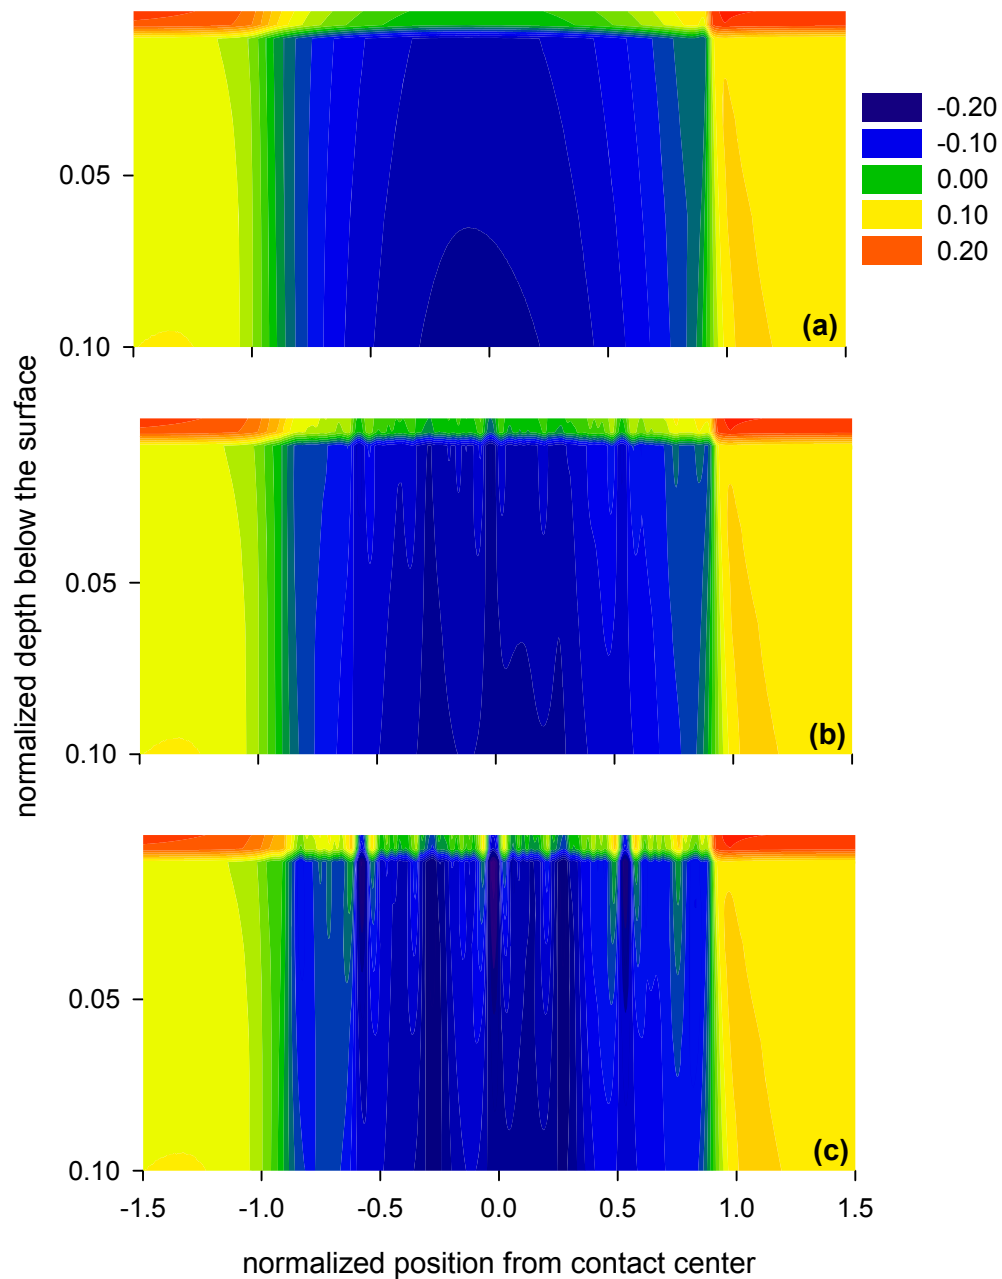 -0.20
-0.10
0.00
0.10
0.20
0.05
0.10
(a)
normalized depth below the surface
0.05
0.10
(b)
0.05
0.10
(c)
-1.5 -1.0 -0.5 0.0 0.5 1.0 1.5
normalized position from contact center